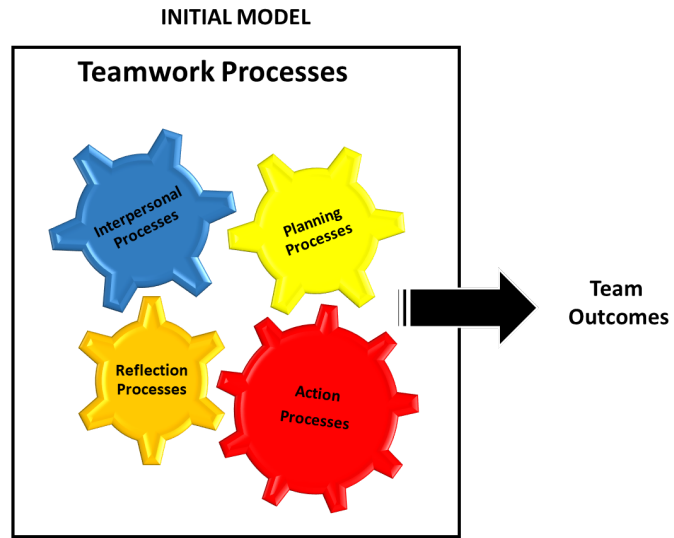 INITIAL MODEL
Teamwork Processes
Interpersonal
Processes
Planning
Processes
Team
Outcomes
Reflection
Processes
Action
Processes